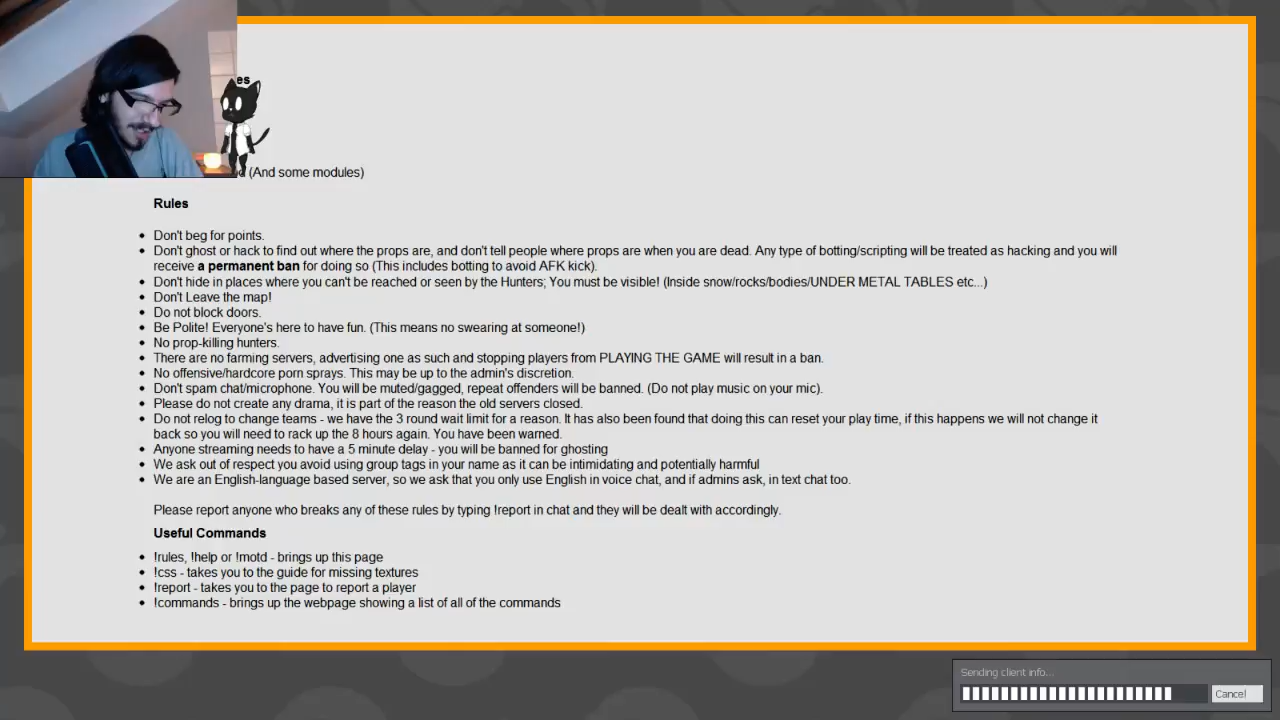 es
(And some modules)
Rules
Don't beg for points.
Don't ghost or hack to find out where the props are, and don't tell people where props are when you are dead. Any type of botting/scripting will be treated as hacking and you will
receive a permanent ban for doing so (This includes botting to avoid AFK kick).
Don't hide in places where you can't be reached or seen by the Hunters; You must be visible! (Inside snow/rocks/bodies/UNDER METAL TABLES etc...)
Don't Leave the map!
Do not block doors.
Be Polite! Everyone's here to have fun. (This means no swearing at someone!)
No prop-killing hunters.
There are no farming servers, advertising one as such and stopping players from PLAYING THE GAME will result in a ban.
No offensive/hardcore porn sprays. This may be up to the admin's discretion.
Don't spam chat/microphone. You will be muted/gagged, repeat offenders will be banned. (Do not play music on your mic).
Please do not create any drama, it is part of the reason the old servers closed.
Do not relog to change teams - we have the 3 round wait limit for a reason. It has also been found that doing this can reset your play time, if this happens we will not change it
back so you will need to rack up the 8 hours again. You have been warned.
Anyone streaming needs to have a 5 minute delay - you will be banned for ghosting
We ask out of respect you avoid using group tags in your name as it can be intimidating and potentially harmful
We are an English-language based server, so we ask that you only use English in voice chat, and if admins ask, in text chat too.
Please report anyone who breaks any of these rules by typing !report in chat and they will be dealt with accordingly.
Useful Commands
!rules, !help or !motd - brings up this page
!css - takes you to the guide for missing textures
!report - takes you to the page to report a player
!commands - brings up the webpage showing a list of all of the commands
Sending client info...
Cancel